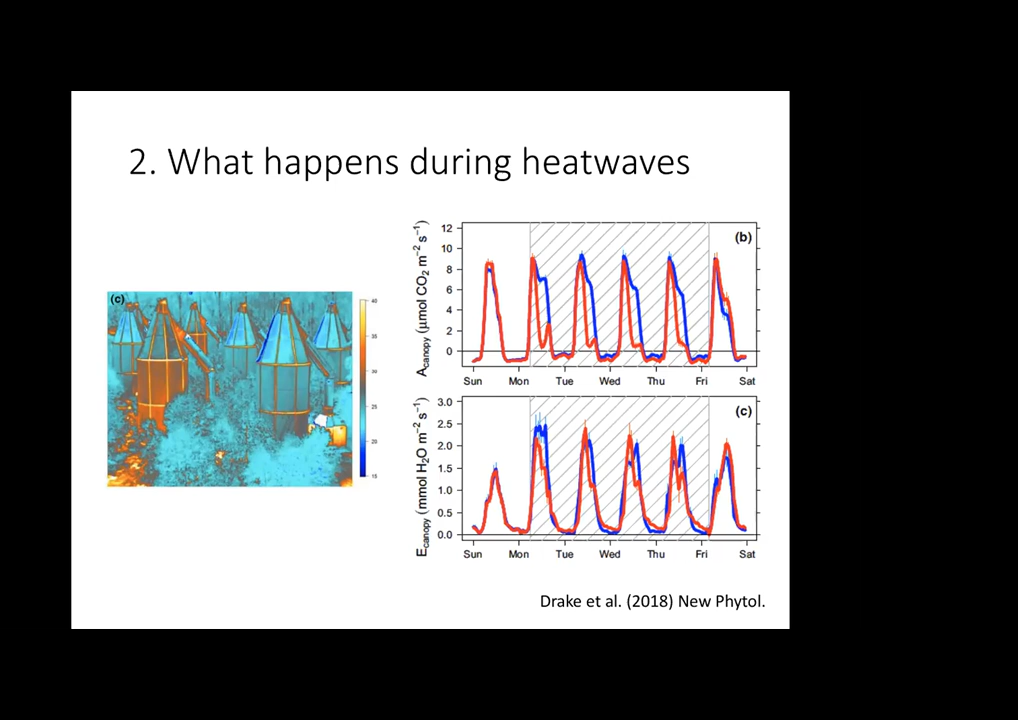 2. What happens during heatwaves
(c)
40
35
30
25
20
15
A canopy (µmol CO2 m−2 s−1)
12
10
8
6
4
2
0
(b)
Sun Mon Tue Wed Thu Fri Sat
E canopy (mmol H2O m−2 s−1)
3.0
2.5
2.0
1.5
1.0
0.5
0.0
(c)
Sun Mon Tue Wed Thu Fri Sat
Drake et al. (2018) New Phytol.